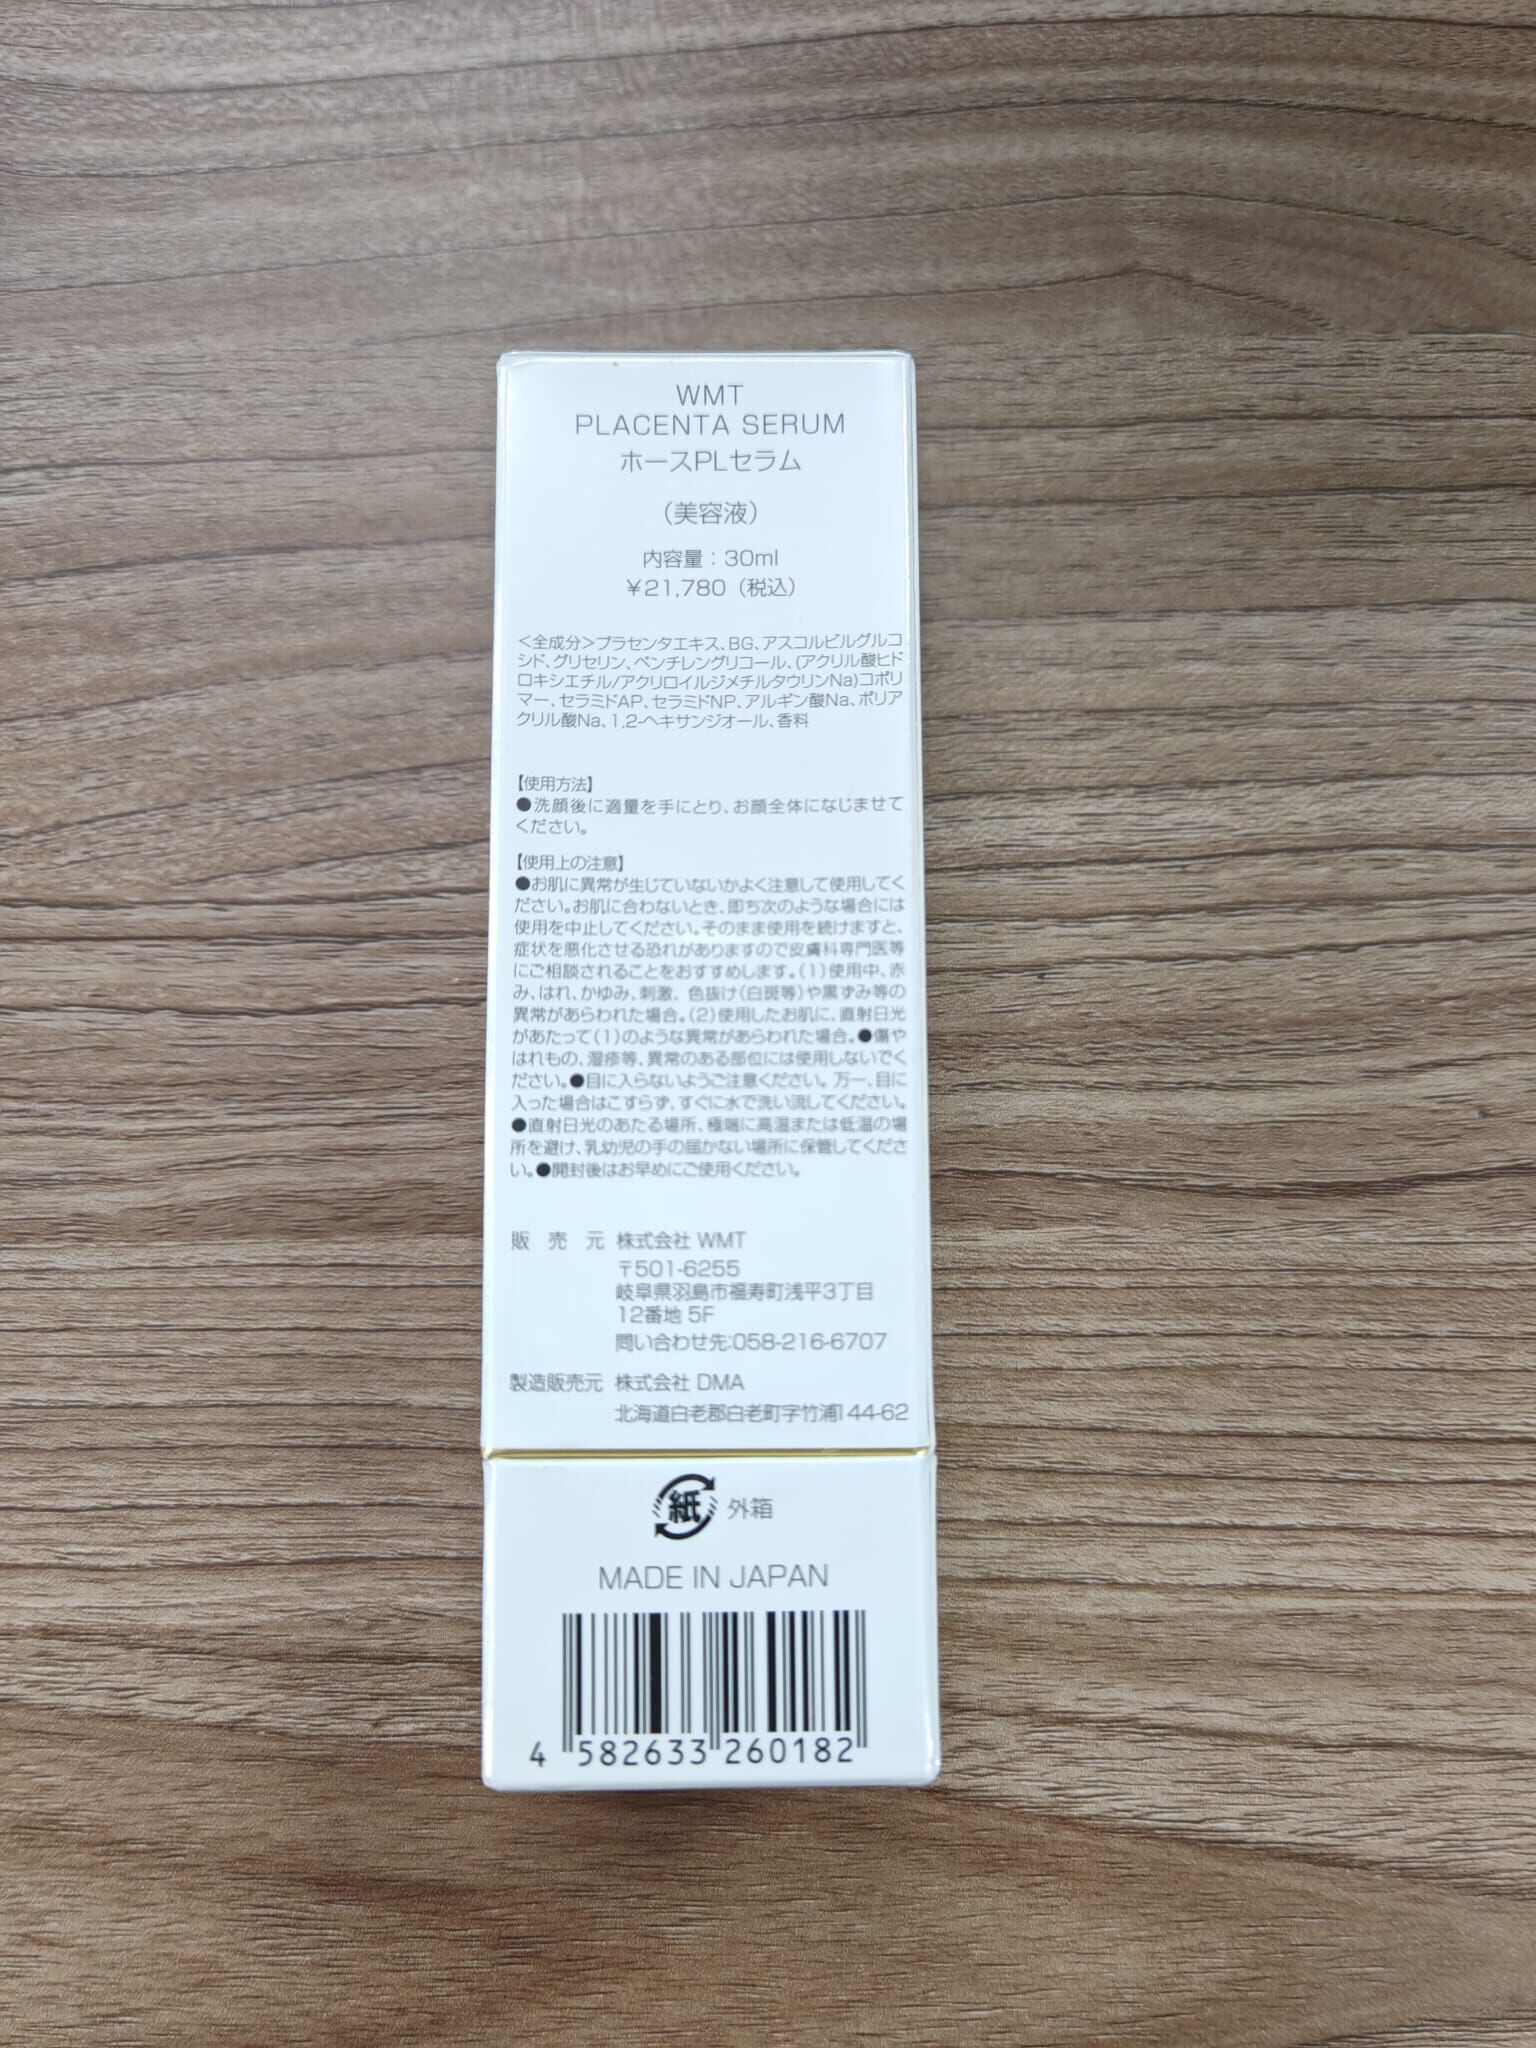 WMT
PLACENTA SERUM
ホースPLセラム
（美容液）
内容量：30ml
￥21,780（税込）
＜全成分＞プラセンタエキス、BG、アスコルビルグルコ
シド、グリセリン、ペンチレングリコール、(アクリル酸ヒド
ロキシエチル/アクリロイルジメチルタウリンNa)コポリ
マー、セラミドAP、セラミドNP、アルギン酸Na、ポリア
クリル酸Na、1,2-ヘキサンジオール、香料
【使用方法】
●洗顔後に適量を手にとり、お顔全体になじませて
ください。
【使用上の注意】
●お肌に異常が生じていないかよく注意して使用してく
ださい。お肌に合わないとき、即ち次のような場合には
使用を中止してください。そのまま使用を続けますと、
症状を悪化させる恐れがありますので皮膚科専門医等
にご相談されることをおすすめします。(1)使用中、赤
み、はれ、かゆみ、刺激、色抜け(白斑等)や黒ずみ等の
異常があらわれた場合。(2)使用したお肌に、直射日光
があたって(1)のような異常があらわれた場合。●傷や
はれもの、湿疹等、異常のある部位には使用しないでく
ださい。●目に入らないようご注意ください。万一、目に
入った場合はこすらず、すぐに水で洗い流してください。
●直射日光のあたる場所、極端に高温または低温の場
所を避け、乳幼児の手の届かない場所に保管してくださ
い。●開封後はお早めにご使用ください。
販売元 株式会社 WMT
〒501-6255
岐阜県羽島市福寿町浅平3丁目
12番地 5F
問い合わせ先:058-216-6707
製造販売元 株式会社 DMA
北海道白老郡白老町字竹浦144-62
紙 外箱
MADE IN JAPAN
4 582633 260182